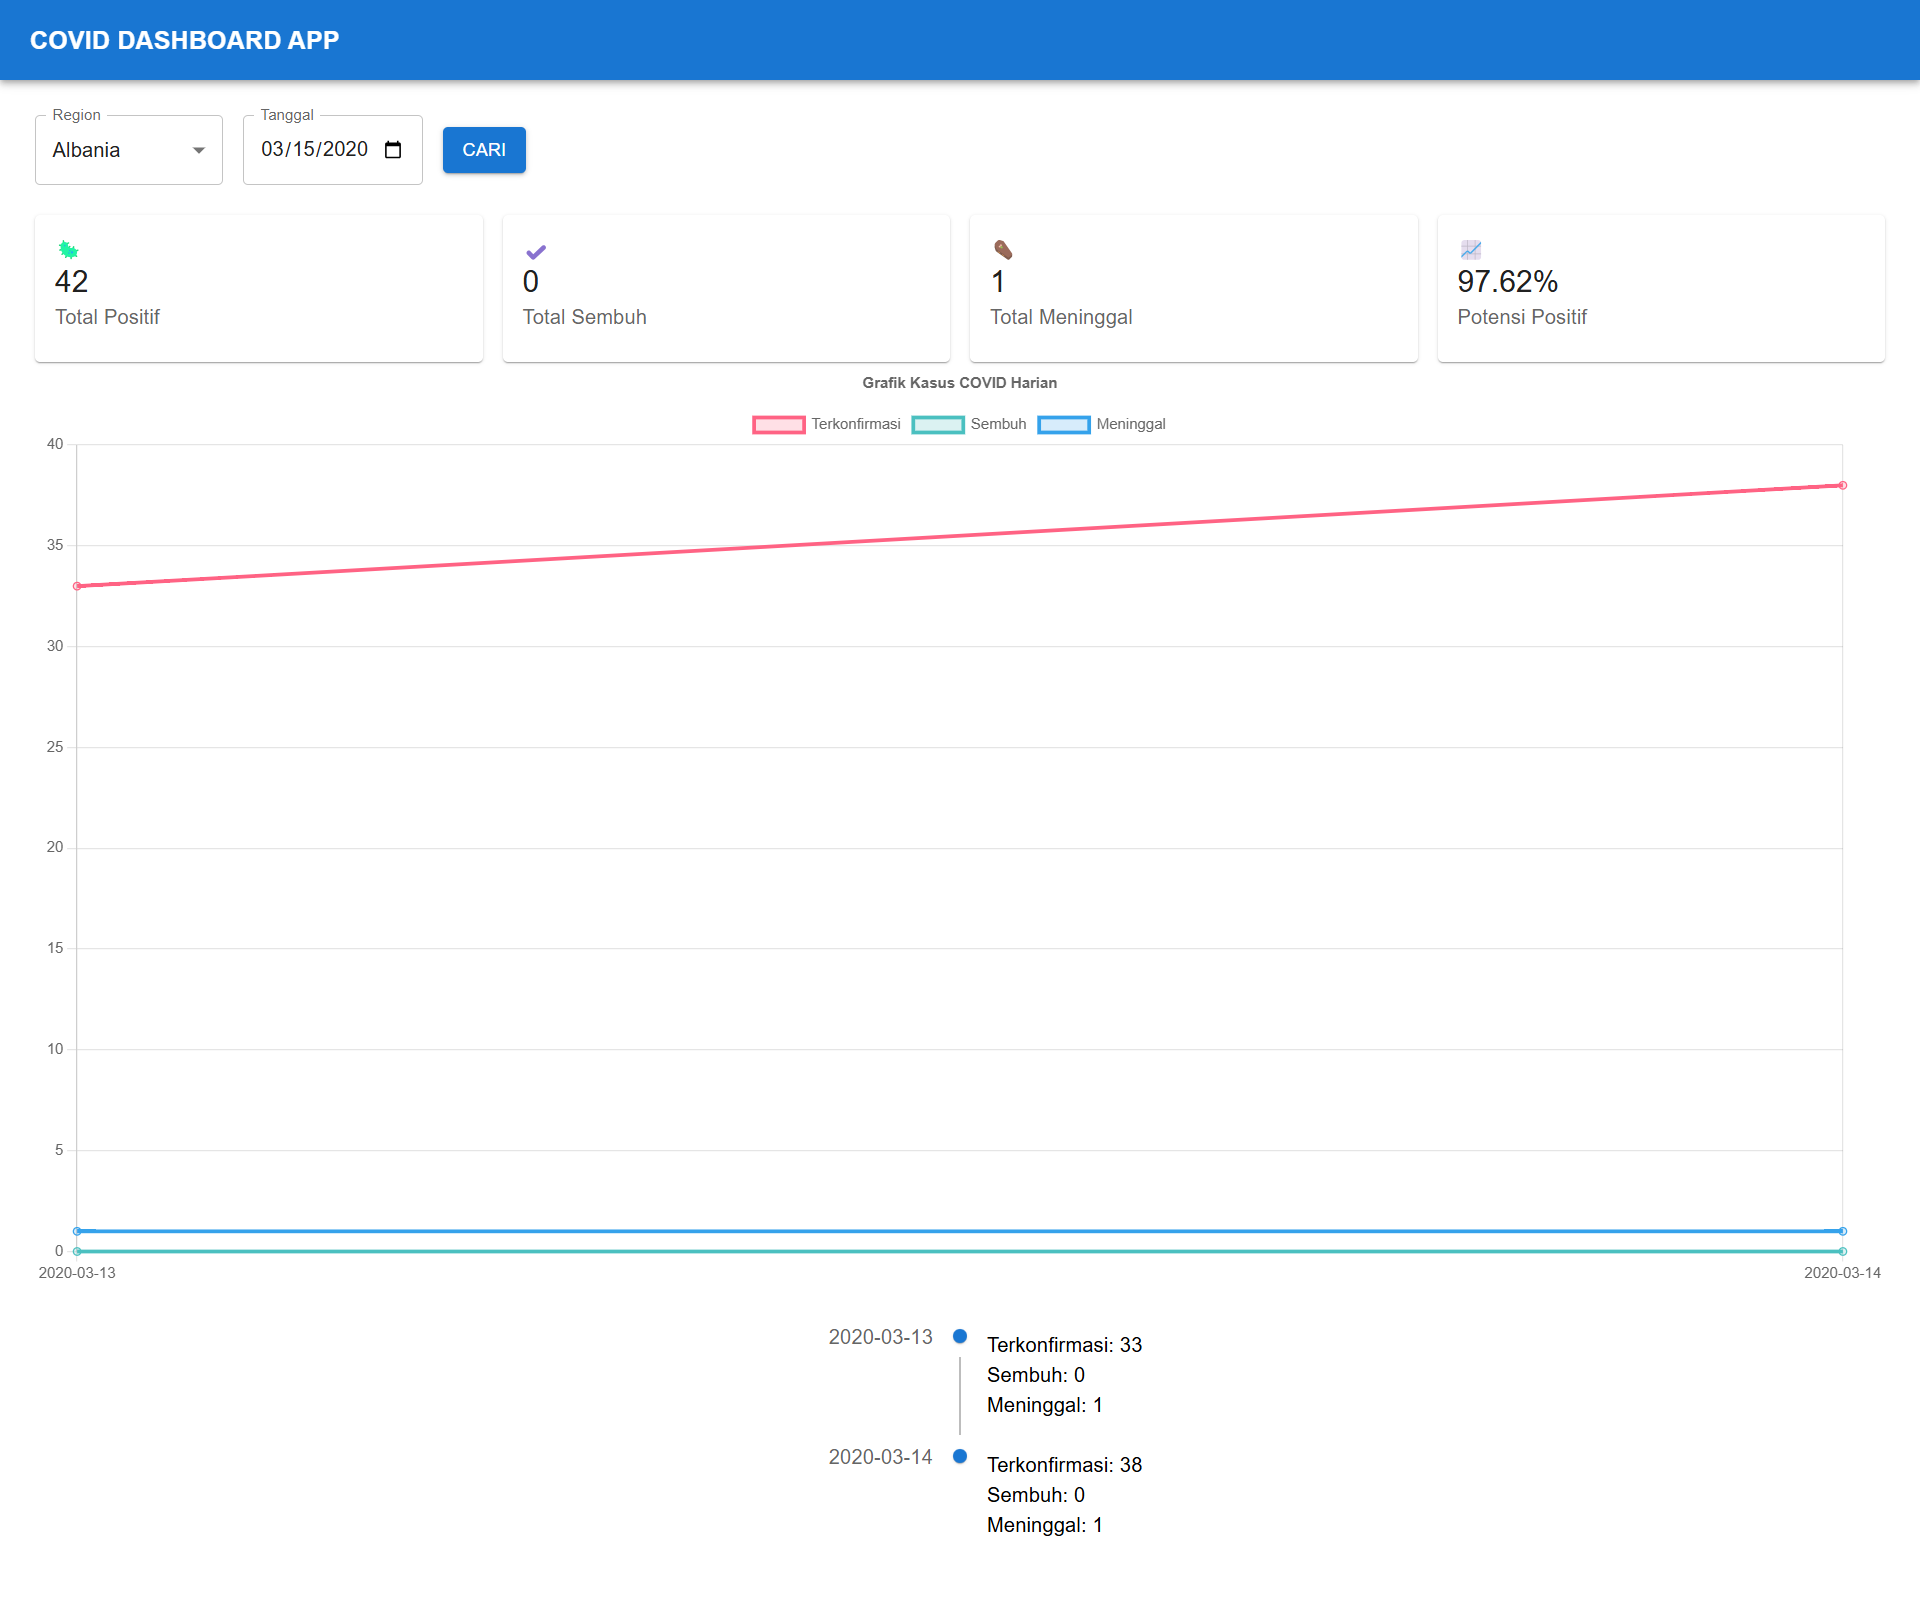 COVID DASHBOARD APP
Region
Albania
Tanggal
03/15/2020
CARI
42
Total Positif
0
Total Sembuh
1
Total Meninggal
97.62%
Potensi Positif
Grafik Kasus COVID Harian
Terkonfirmasi Sembuh Meninggal
40
35
30
25
20
15
10
5
0
2020-03-13 2020-03-14
2020-03-13
Terkonfirmasi: 33
Sembuh: 0
Meninggal: 1
2020-03-14
Terkonfirmasi: 38
Sembuh: 0
Meninggal: 1